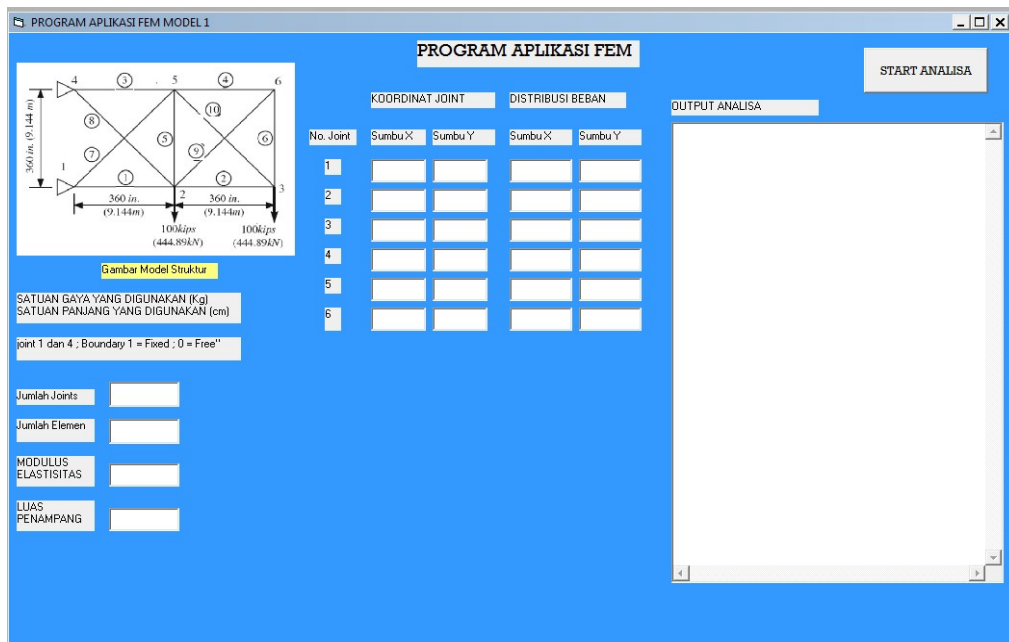 PROGRAM APLIKASI FEM MODEL 1
PROGRAM APLIKASI FEM
START ANALISA
4 ③ 5 ④ 6
⑧ ⑩
360 in. (9.144 m)
⑤ ⑥
⑦ ⑨
1 ① ② 3
2
360 in. 360 in.
(9.144m) (9.144m)
100kips 100kips
(444.89kN) (444.89kN)
Gambar Model Struktur
SATUAN GAYA YANG DIGUNAKAN (Kg)
SATUAN PANJANG YANG DIGUNAKAN (cm)
joint 1 dan 4 ; Boundary 1 = Fixed ; 0 = Free"
Jumlah Joints
Jumlah Elemen
MODULUS
ELASTISITAS
LUAS
PENAMPANG
KOORDINAT JOINT DISTRIBUSI BEBAN
No. Joint Sumbu X Sumbu Y Sumbu X Sumbu Y
1
2
3
4
5
6
OUTPUT ANALISA